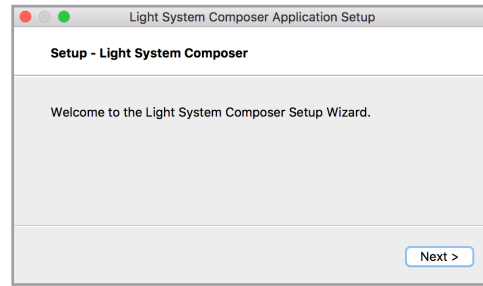 Light System Composer Application Setup
Setup - Light System Composer
Welcome to the Light System Composer Setup Wizard.
Next >